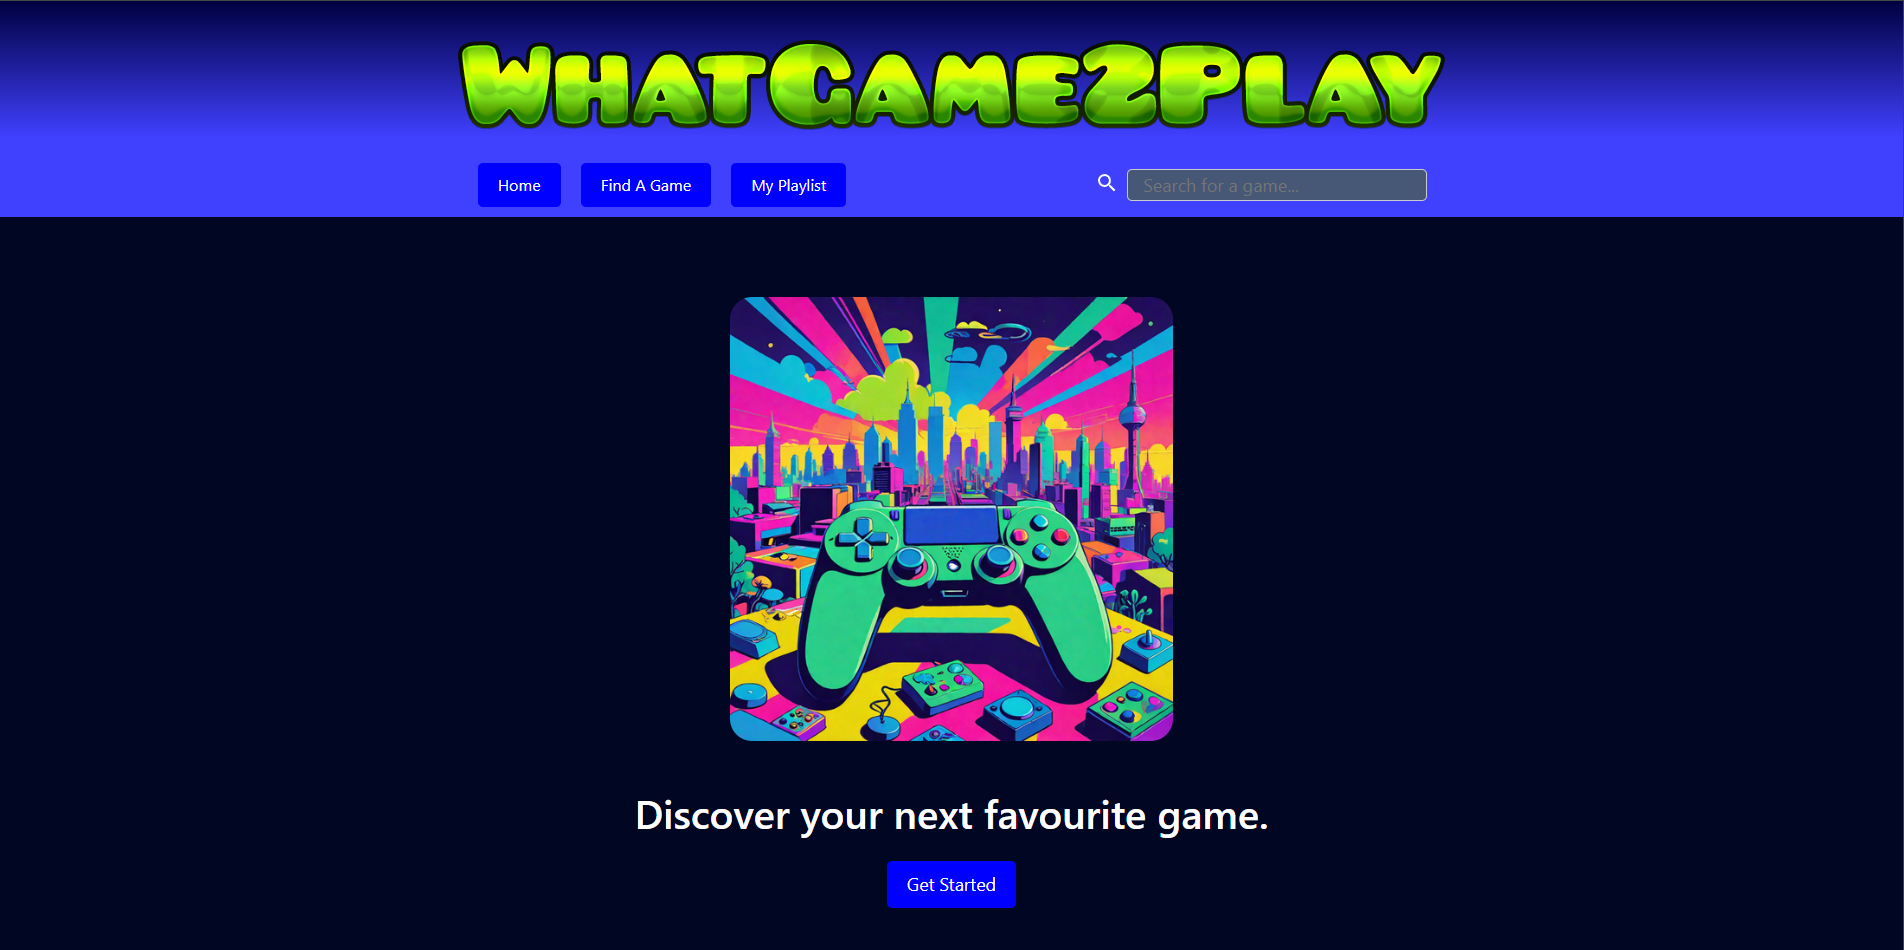 WhatGame2Play
Home Find A Game My Playlist Search for a game...
Discover your next favourite game.
Get Started